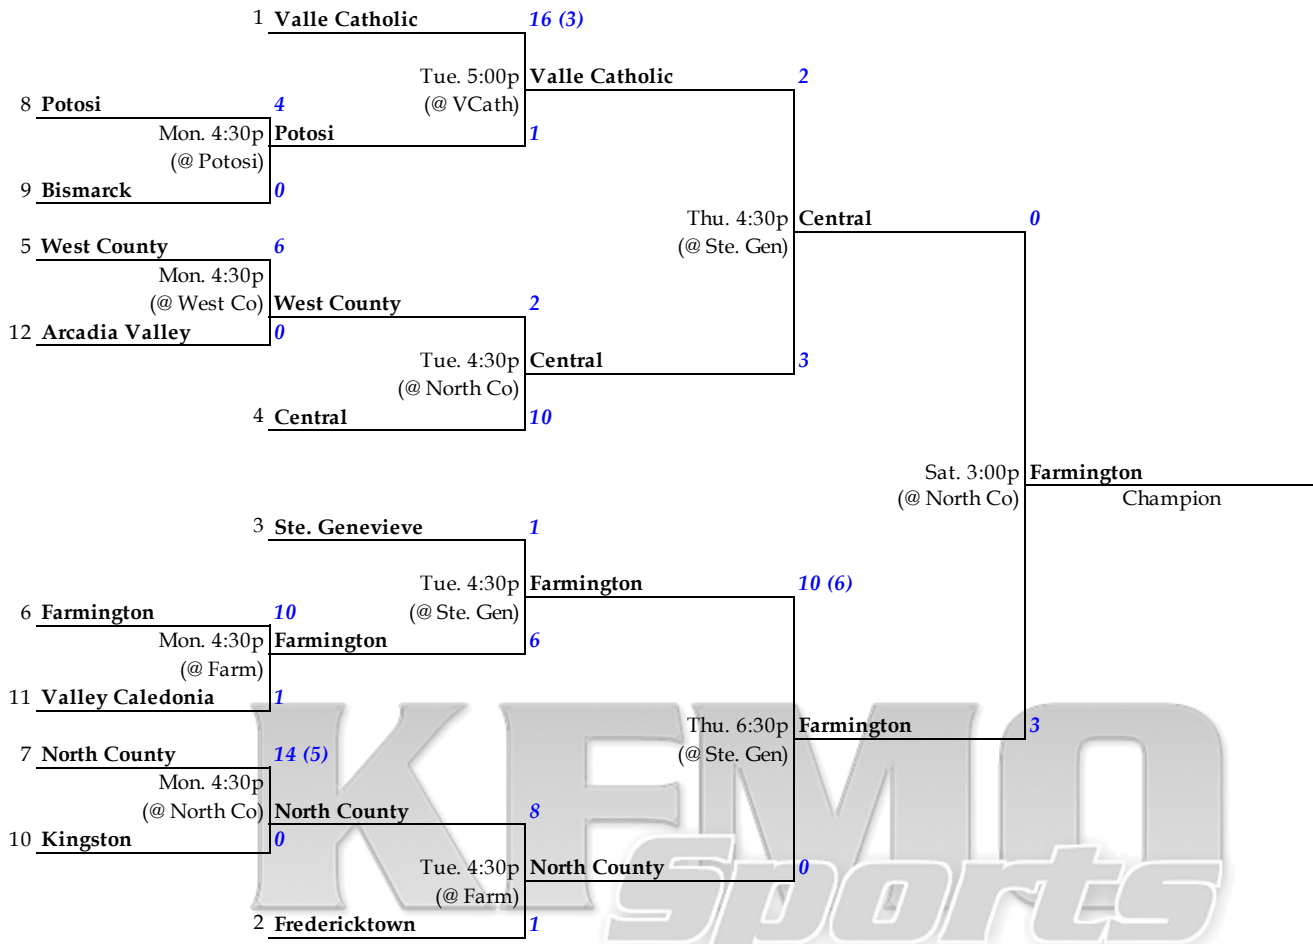 1 Valle Catholic 16 (3)
Tue. 5:00p Valle Catholic 2
(@ VCath)
8 Potosi 4
Mon. 4:30p Potosi 1
(@ Potosi)
9 Bismarck 0
Thu. 4:30p Central 0
(@ Ste. Gen)
5 West County 6
Mon. 4:30p
(@ West Co) West County 2
12 Arcadia Valley 0
Tue. 4:30p Central 3
(@ North Co)
4 Central 10
Sat. 3:00p Farmington
(@ North Co) Champion
3 Ste. Genevieve 1
Tue. 4:30p Farmington 10 (6)
(@ Ste. Gen)
6 Farmington 10
Mon. 4:30p Farmington 6
(@ Farm)
11 Valley Caledonia 1
Thu. 6:30p Farmington 3
(@ Ste. Gen)
7 North County 14 (5)
Mon. 4:30p
(@ North Co) North County 8
10 Kingston 0
Tue. 4:30p North County 0
(@ Farm)
2 Fredericktown 1
KFMO
Sports